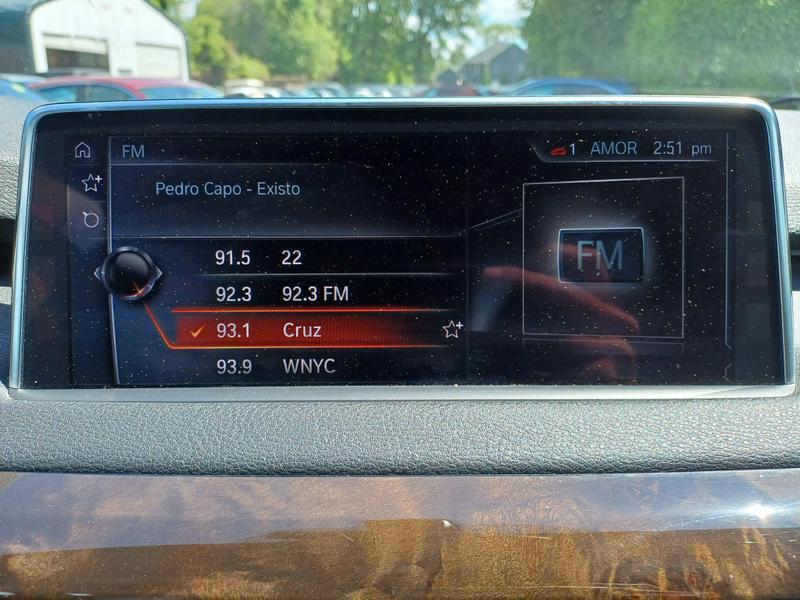 FM
1 AMOR 2:51 pm
Pedro Capo - Existo
91.5 22
92.3 92.3 FM
93.1 Cruz
93.9 WNYC
FM